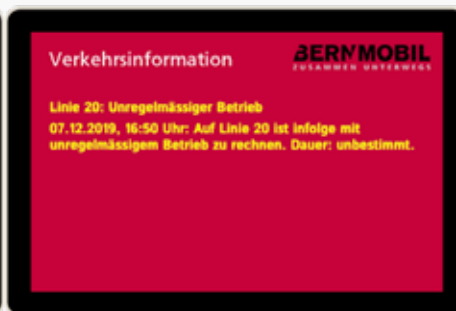 Verkehrsinformation
BERNMOBIL
ZUSAMMEN UNTERWEGS
Linie 20: Unregelmässiger Betrieb
07.12.2019, 16:50 Uhr: Auf Linie 20 ist infolge mit
unregelmässigem Betrieb zu rechnen. Dauer: unbestimmt.